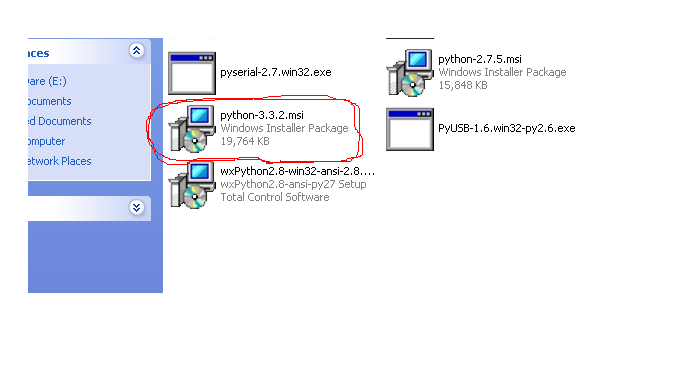 aces
ware (E:)
ocuments
ed Documents
omputer
etwork Places
pyserial-2.7.win32.exe
python-2.7.5.msi
Windows Installer Package
15,848 KB
python-3.3.2.msi
Windows Installer Package
19,764 KB
PyUSB-1.6.win32-py2.6.exe
wxPython2.8-win32-ansi-2.8....
wxPython2.8-ansi-py27 Setup
Total Control Software